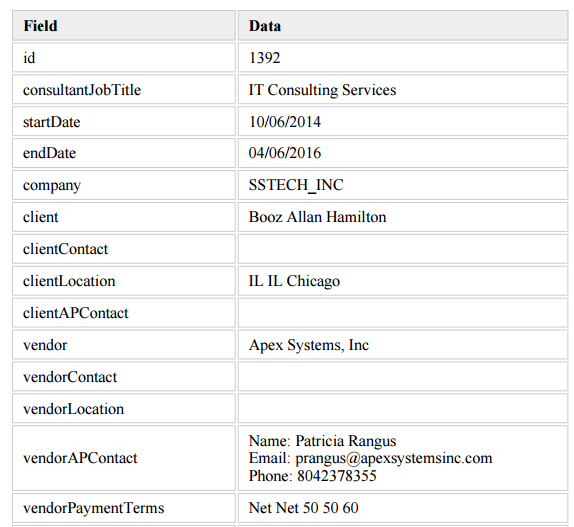 Field Data
id 1392
consultantJobTitle IT Consulting Services
startDate 10/06/2014
endDate 04/06/2016
company SSTECH_INC
client Booz Allan Hamilton
clientContact
clientLocation IL IL Chicago
clientAPContact
vendor Apex Systems, Inc
vendorContact
vendorLocation
vendorAPContact Name: Patricia Rangus
Email: prangus@apexsystemsinc.com
Phone: 8042378355
vendorPaymentTerms Net Net 50 50 60